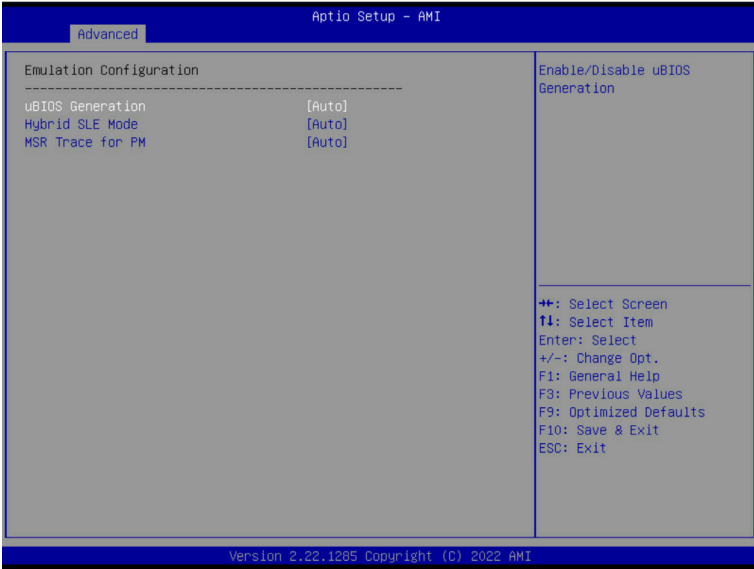 Aptio Setup – AMI
Advanced
Emulation Configuration
--------------------------------------------------
uBIOS Generation [Auto]
Hybrid SLE Mode [Auto]
MSR Trace for PM [Auto]
Enable/Disable uBIOS
Generation
→←: Select Screen
↑↓: Select Item
Enter: Select
+/-: Change Opt.
F1: General Help
F3: Previous Values
F9: Optimized Defaults
F10: Save & Exit
ESC: Exit
Version 2.22.1285 Copyright (C) 2022 AMI